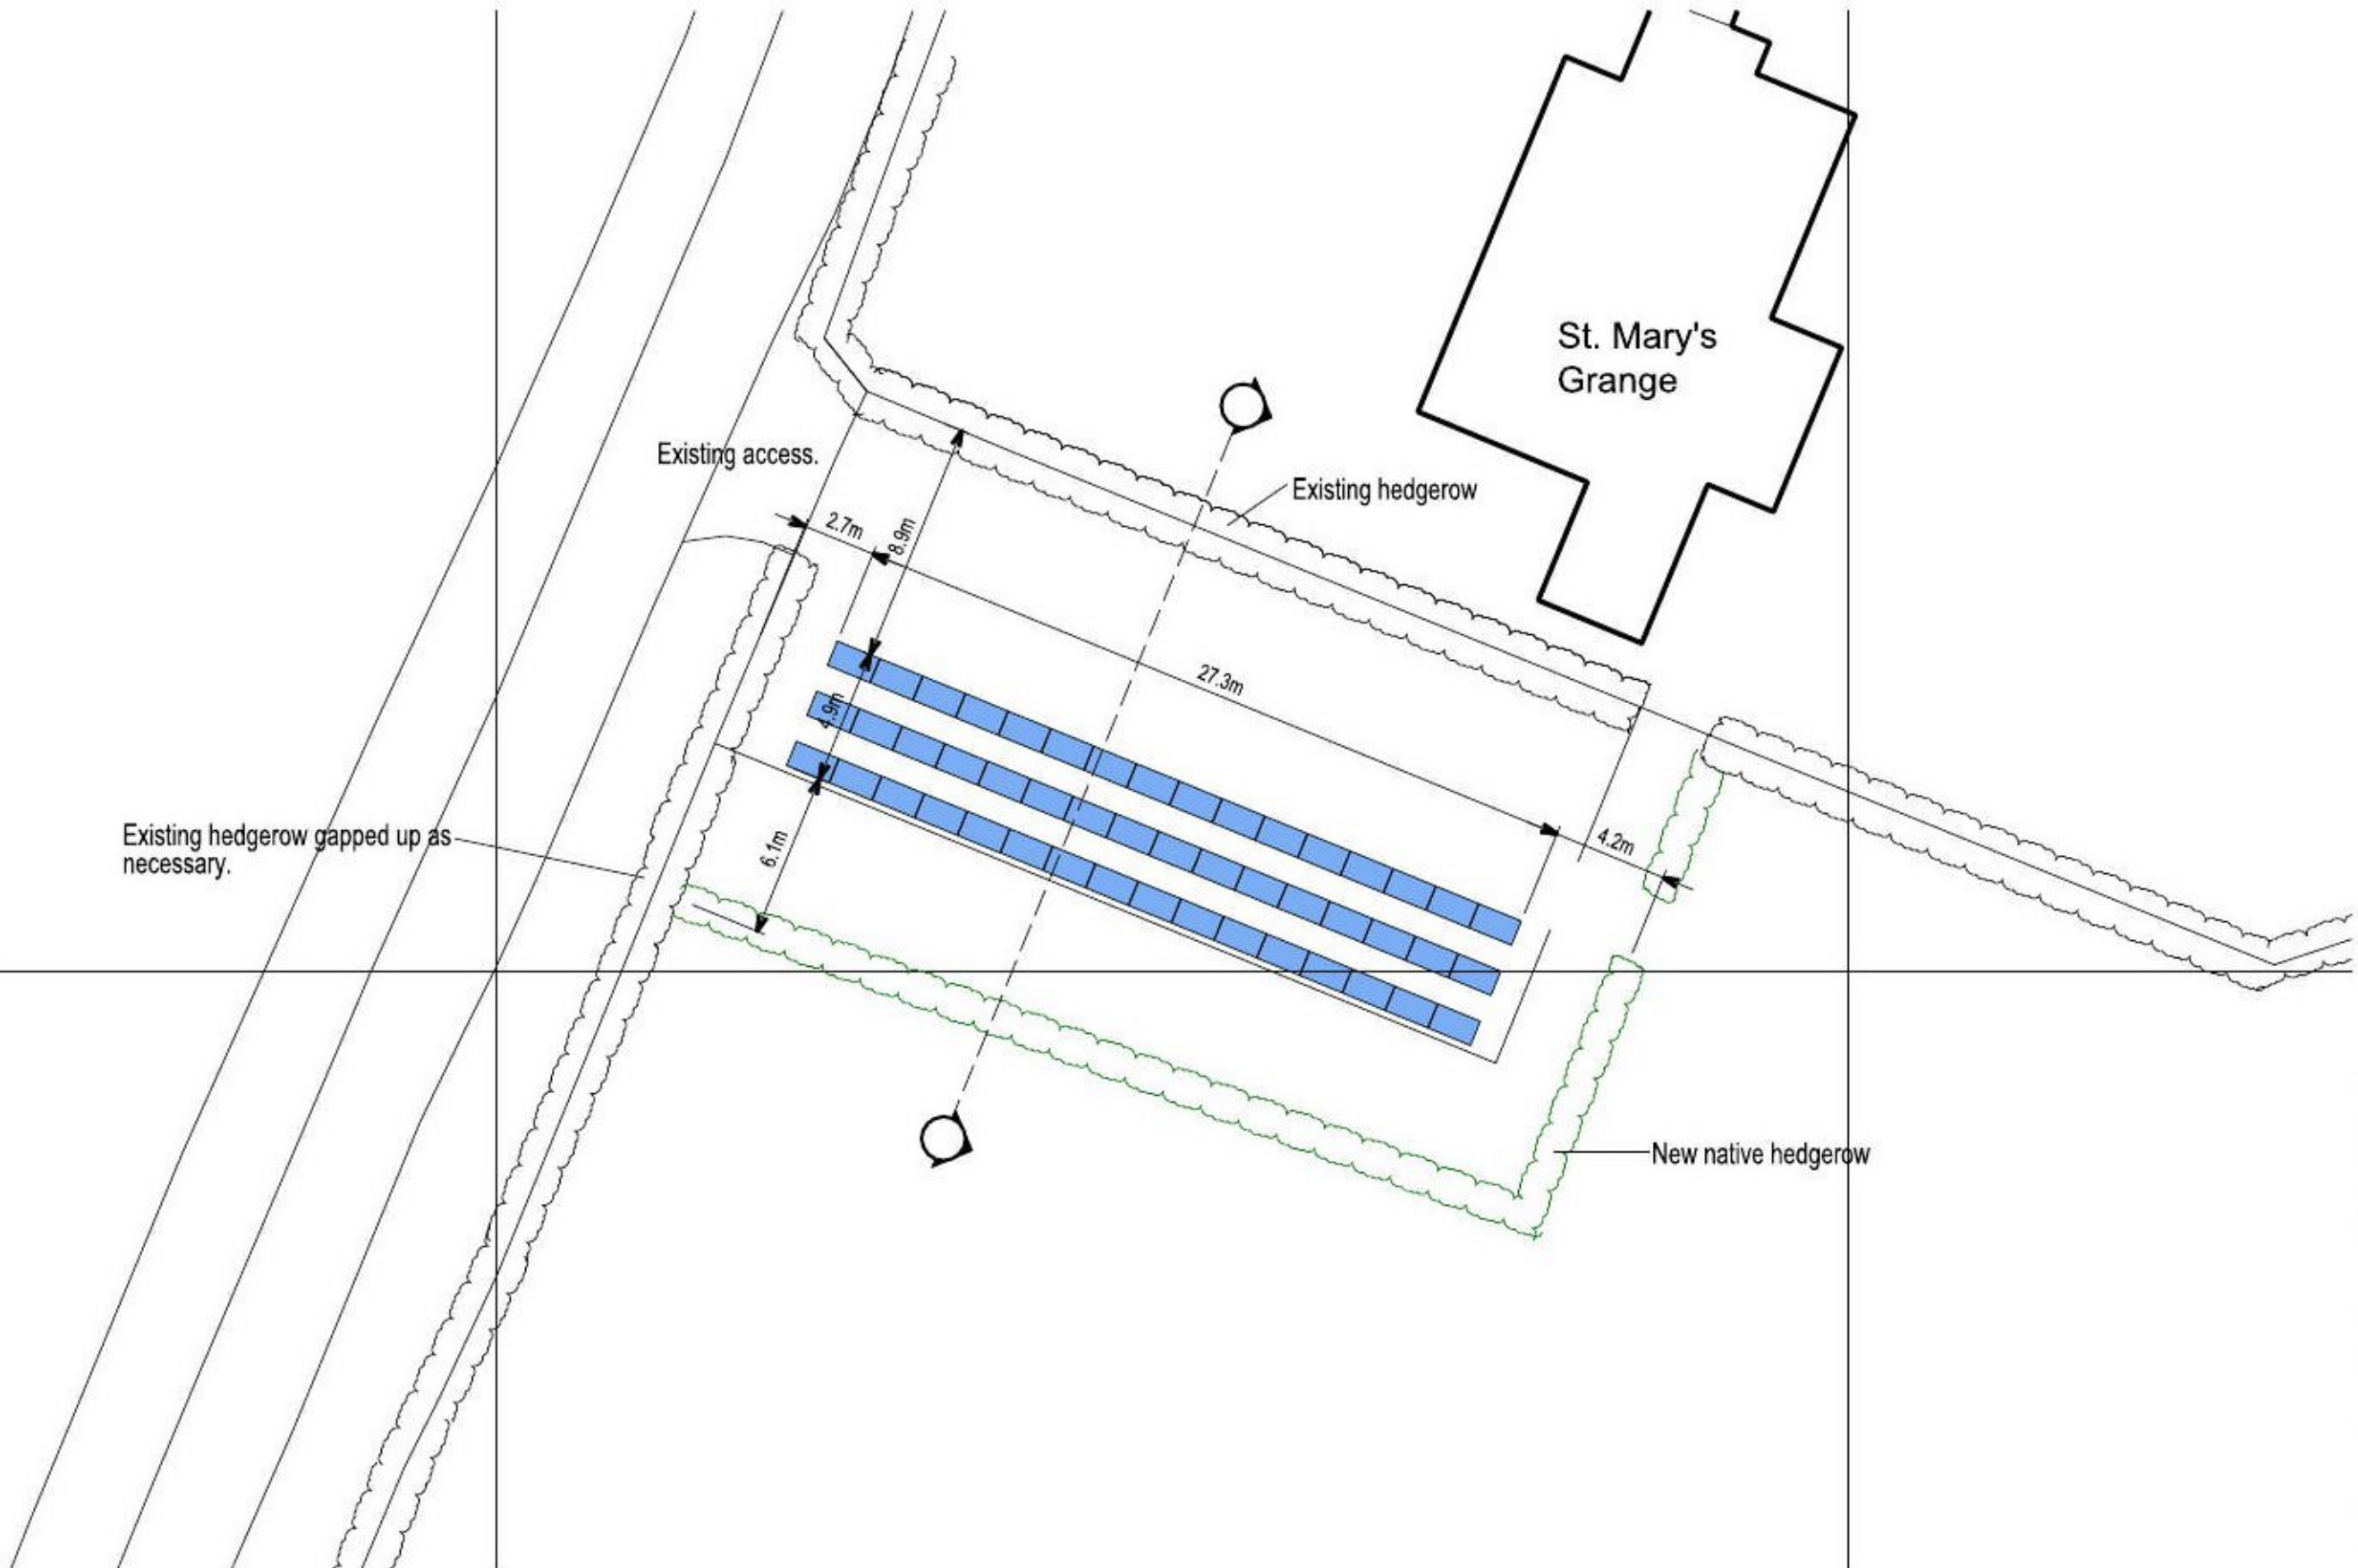 St. Mary's
Grange
Existing access.
Existing hedgerow
2.7m
8.9m
27.3m
4.9m
4.2m
6.1m
Existing hedgerow gapped up as
necessary.
New native hedgerow